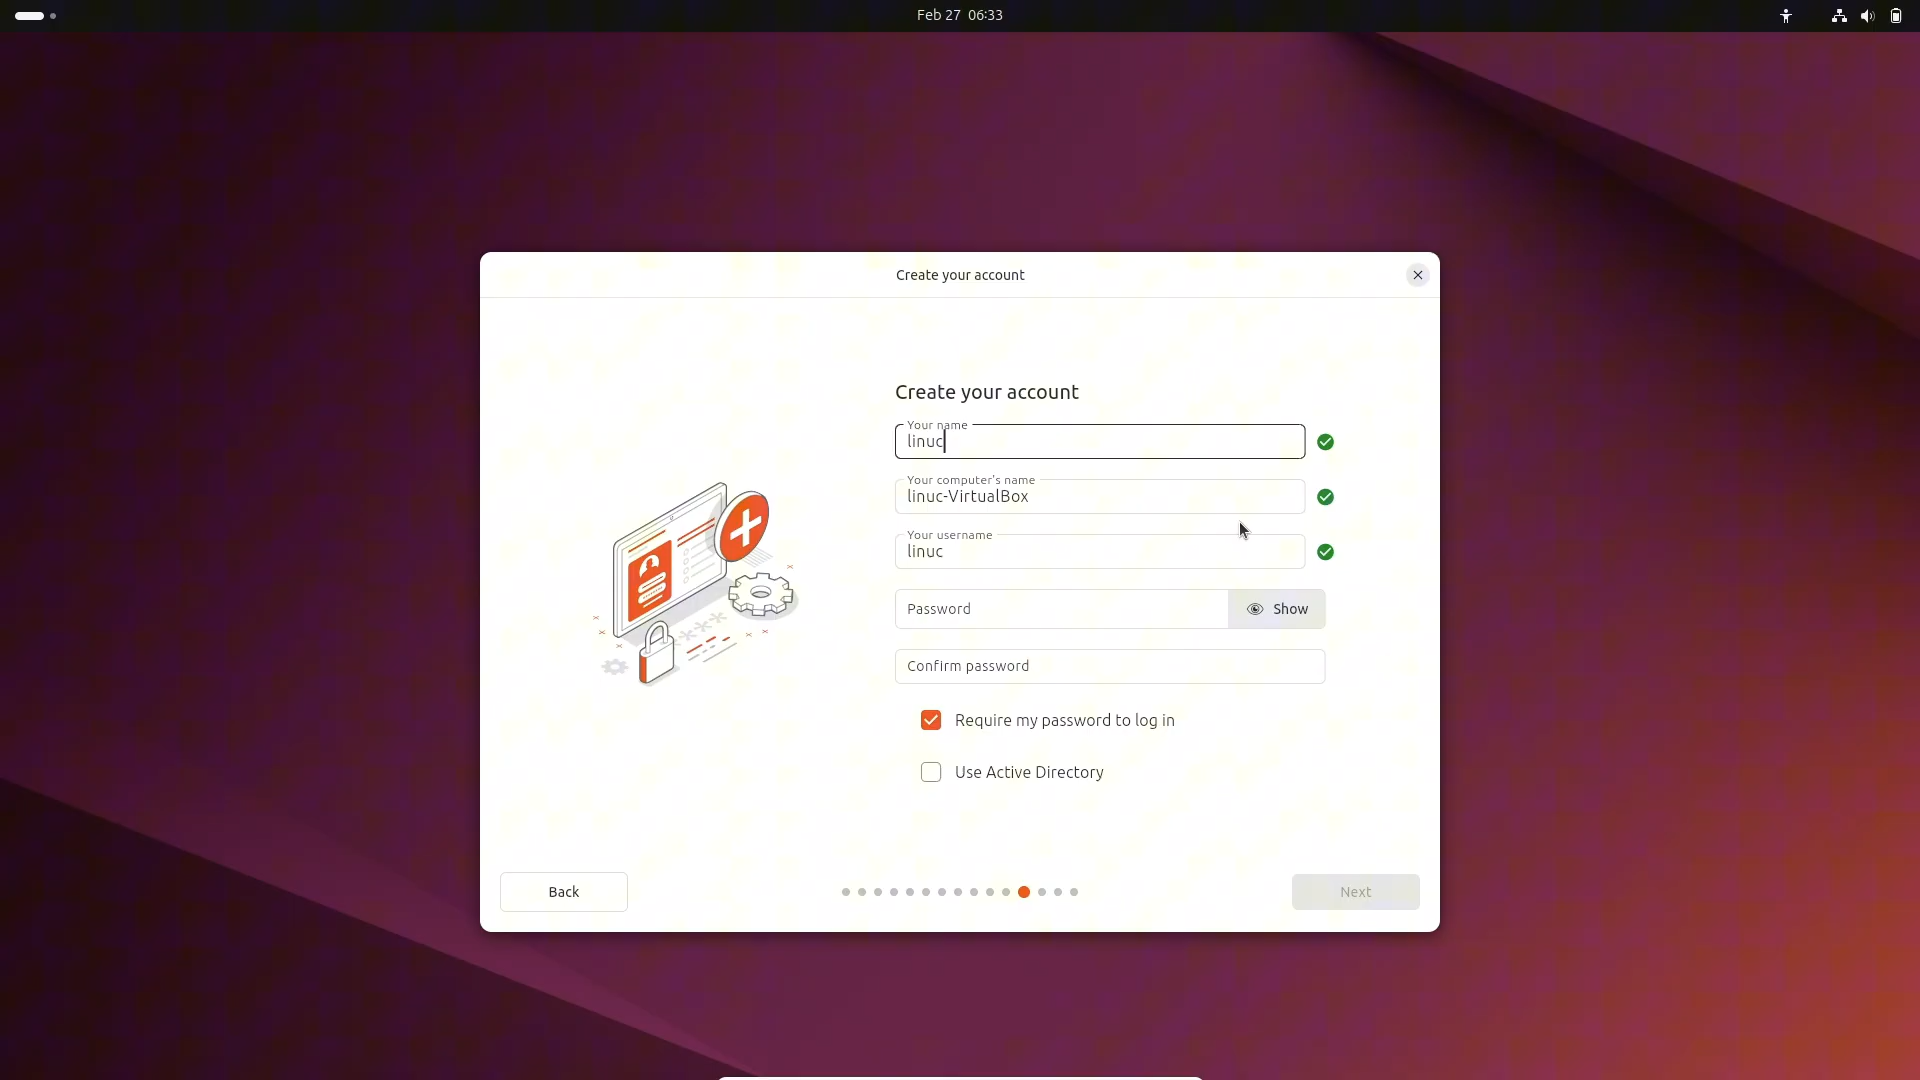 Feb 27 06:33
Create your account
Create your account
Your name
linuc
Your computer's name
linuc-VirtualBox
Your username
linuc
Password
Show
Confirm password
Require my password to log in
Use Active Directory
Back
Next